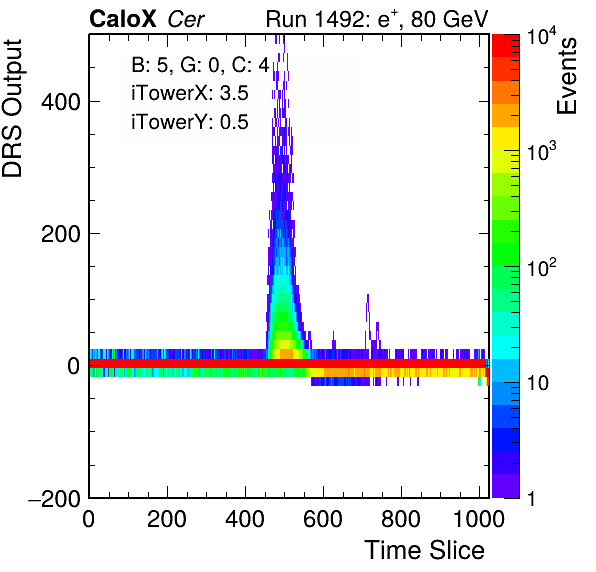 CaloX Cer Run 1492: e+, 80 GeV
B: 5, G: 0, C: 4
iTowerX: 3.5
iTowerY: 0.5
DRS Output
400
200
0
−200
0 200 400 600 800 1000
Time Slice
10^4
10^3
10^2
10
1
Events